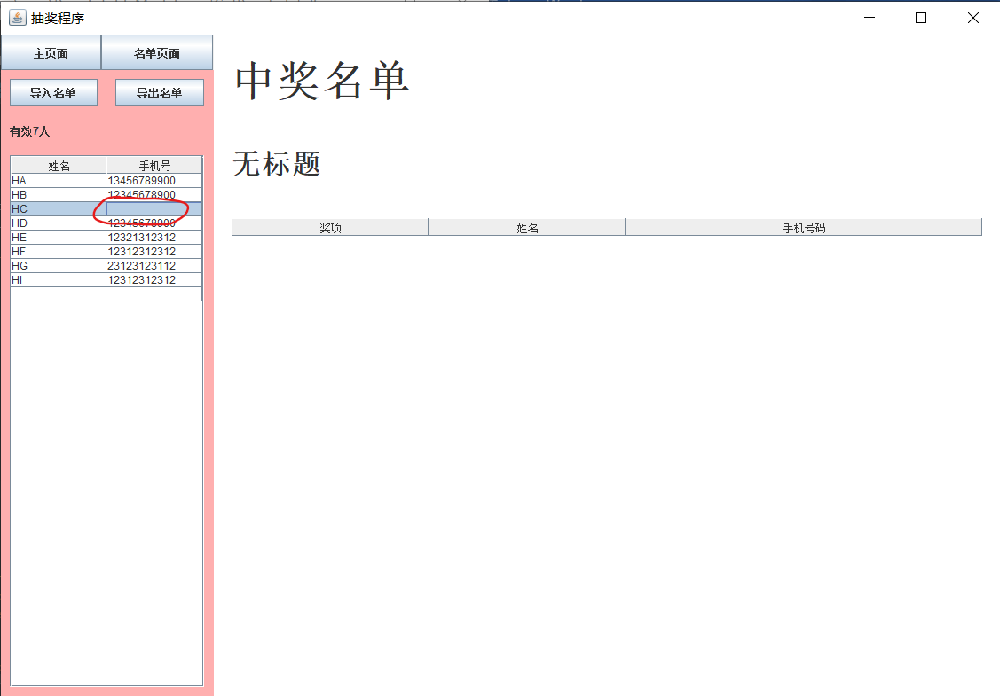 抽奖程序
主页面 名单页面
导入名单 导出名单
有效7人
姓名 手机号
HA 13456789900
HB 12345678900
HC
HD 12345678900
HE 12321312312
HF 12312312312
HG 23123123112
HI 12312312312
中奖名单
无标题
奖项 姓名 手机号码